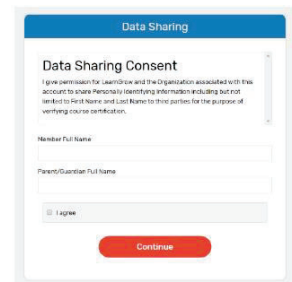 Data Sharing
Data Sharing Consent
I give permission for LearnGrow and the Organization associated with this
account to share Personally Identifying Information including but not
limited to First Name and Last Name to third parties for the purpose of
verifying course certification.
Member Full Name
Parent/Guardian Full Name
I agree
Continue